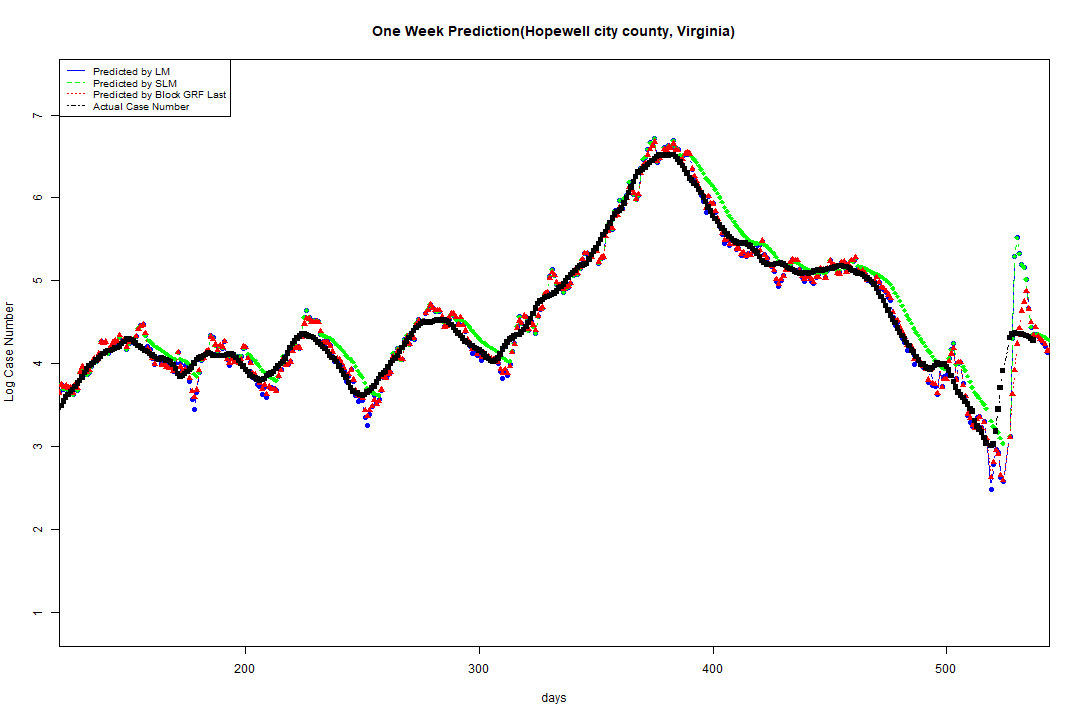 One Week Prediction(Hopewell city county, Virginia)
Predicted by LM
Predicted by SLM
Predicted by Block GRF Last
Actual Case Number
7
6
5
4
3
2
1
Log Case Number
200
300
400
500
days